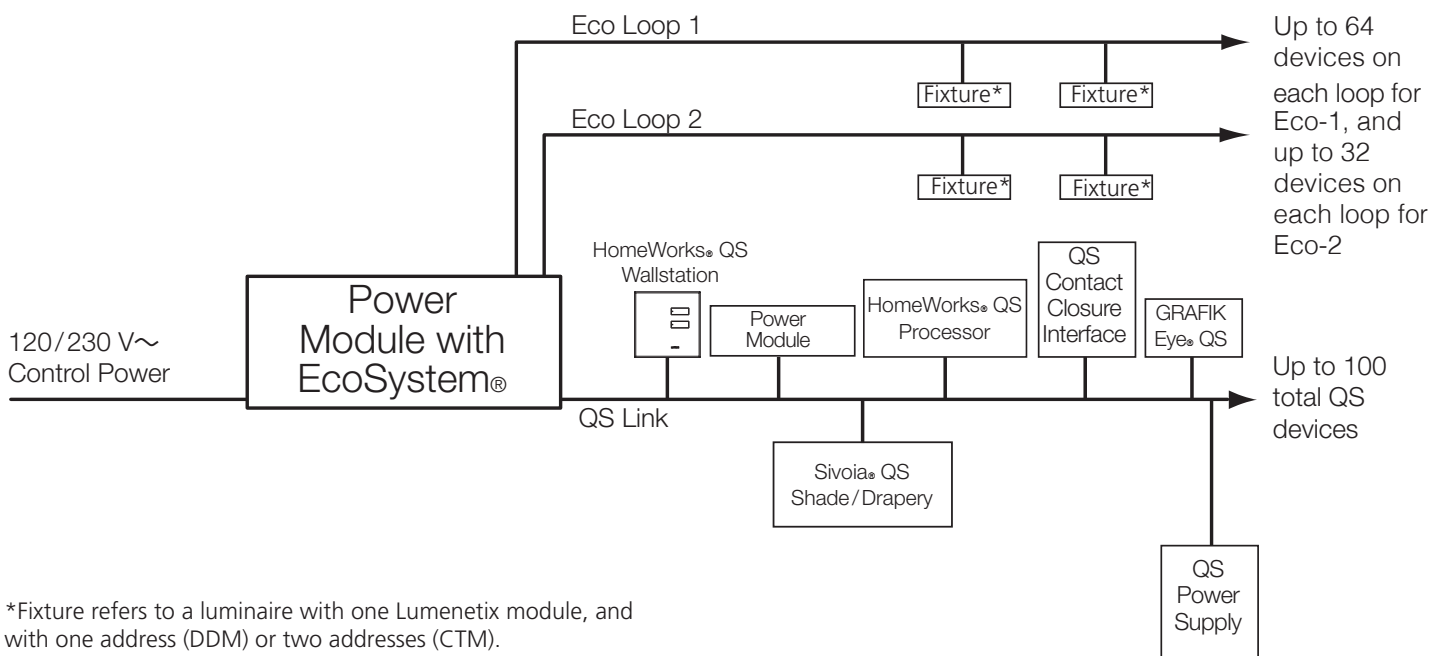 Eco Loop 1
Fixture*
Fixture*
Eco Loop 2
Fixture*
Fixture*
Up to 64
devices on
each loop for
Eco-1, and
up to 32
devices on
each loop for
Eco-2
120/230 V~
Control Power
Power
Module with
EcoSystem®
QS Link
HomeWorks® QS
Wallstation
Power
Module
HomeWorks® QS
Processor
QS
Contact
Closure
Interface
GRAFIK
Eye® QS
Up to 100
total QS
devices
Sivoia® QS
Shade/Drapery
QS
Power
Supply
*Fixture refers to a luminaire with one Lumenetix module, and
with one address (DDM) or two addresses (CTM).